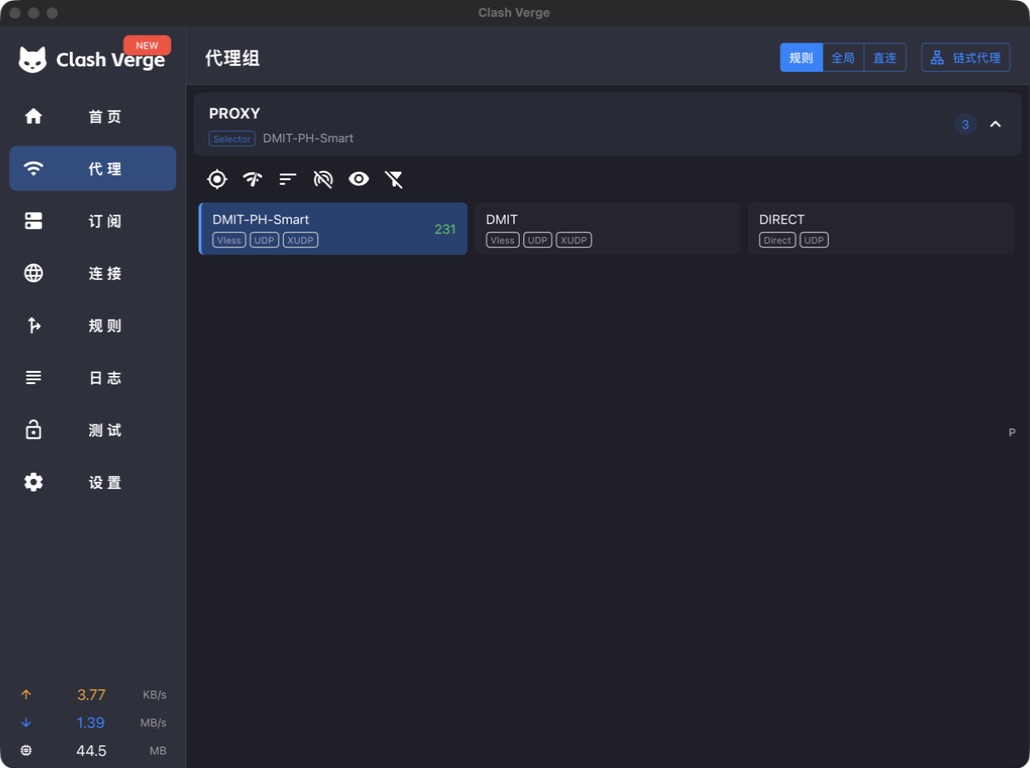 Clash Verge
NEW
Clash Verge
首页
代理
订阅
连接
规则
日志
测试
设置
3.77 KB/s
1.39 MB/s
44.5 MB
代理组
规则 全局 直连 链式代理
PROXY
Selector DMIT-PH-Smart
3
DMIT-PH-Smart
Vless UDP XUDP
231
DMIT
Vless UDP XUDP
DIRECT
Direct UDP
P